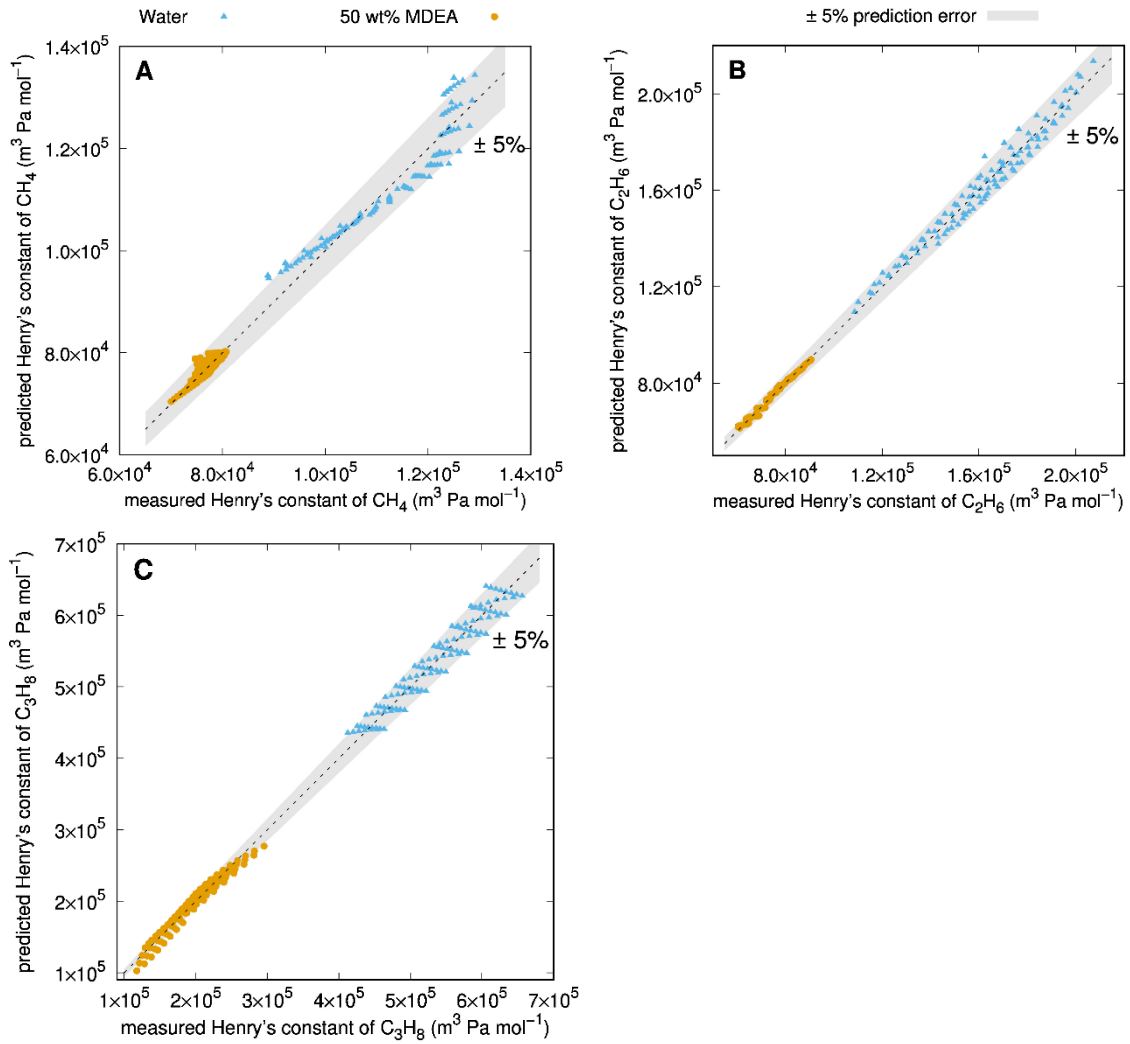 Water 50 wt% MDEA ± 5% prediction error
A
predicted Henry's constant of CH₄ (m³ Pa mol⁻¹)
1.4×10⁵
1.2×10⁵
1.0×10⁵
8.0×10⁴
6.0×10⁴
± 5%
6.0×10⁴ 8.0×10⁴ 1.0×10⁵ 1.2×10⁵ 1.4×10⁵
measured Henry's constant of CH₄ (m³ Pa mol⁻¹)
B
predicted Henry's constant of C₂H₆ (m³ Pa mol⁻¹)
2.0×10⁵
1.6×10⁵
1.2×10⁵
8.0×10⁴
± 5%
8.0×10⁴ 1.2×10⁵ 1.6×10⁵ 2.0×10⁵
measured Henry's constant of C₂H₆ (m³ Pa mol⁻¹)
C
predicted Henry's constant of C₃H₈ (m³ Pa mol⁻¹)
7×10⁵
6×10⁵
5×10⁵
4×10⁵
3×10⁵
2×10⁵
1×10⁵
± 5%
1×10⁵ 2×10⁵ 3×10⁵ 4×10⁵ 5×10⁵ 6×10⁵ 7×10⁵
measured Henry's constant of C₃H₈ (m³ Pa mol⁻¹)